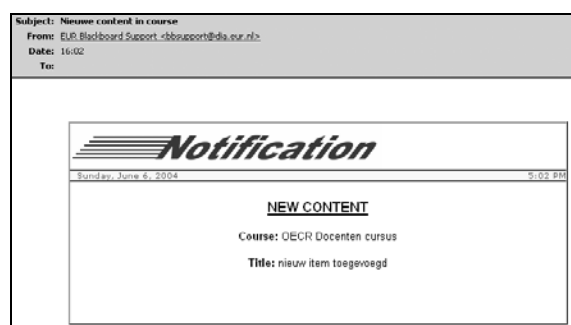 Subject: Nieuwe content in course
From: EUR Blackboard Support <bbsupport@dia.eur.nl>
Date: 16:02
To:
Notification
Sunday, June 6, 2004 5:02 PM
NEW CONTENT
Course: OECR Docenten cursus
Title: nieuw item toegevoegd